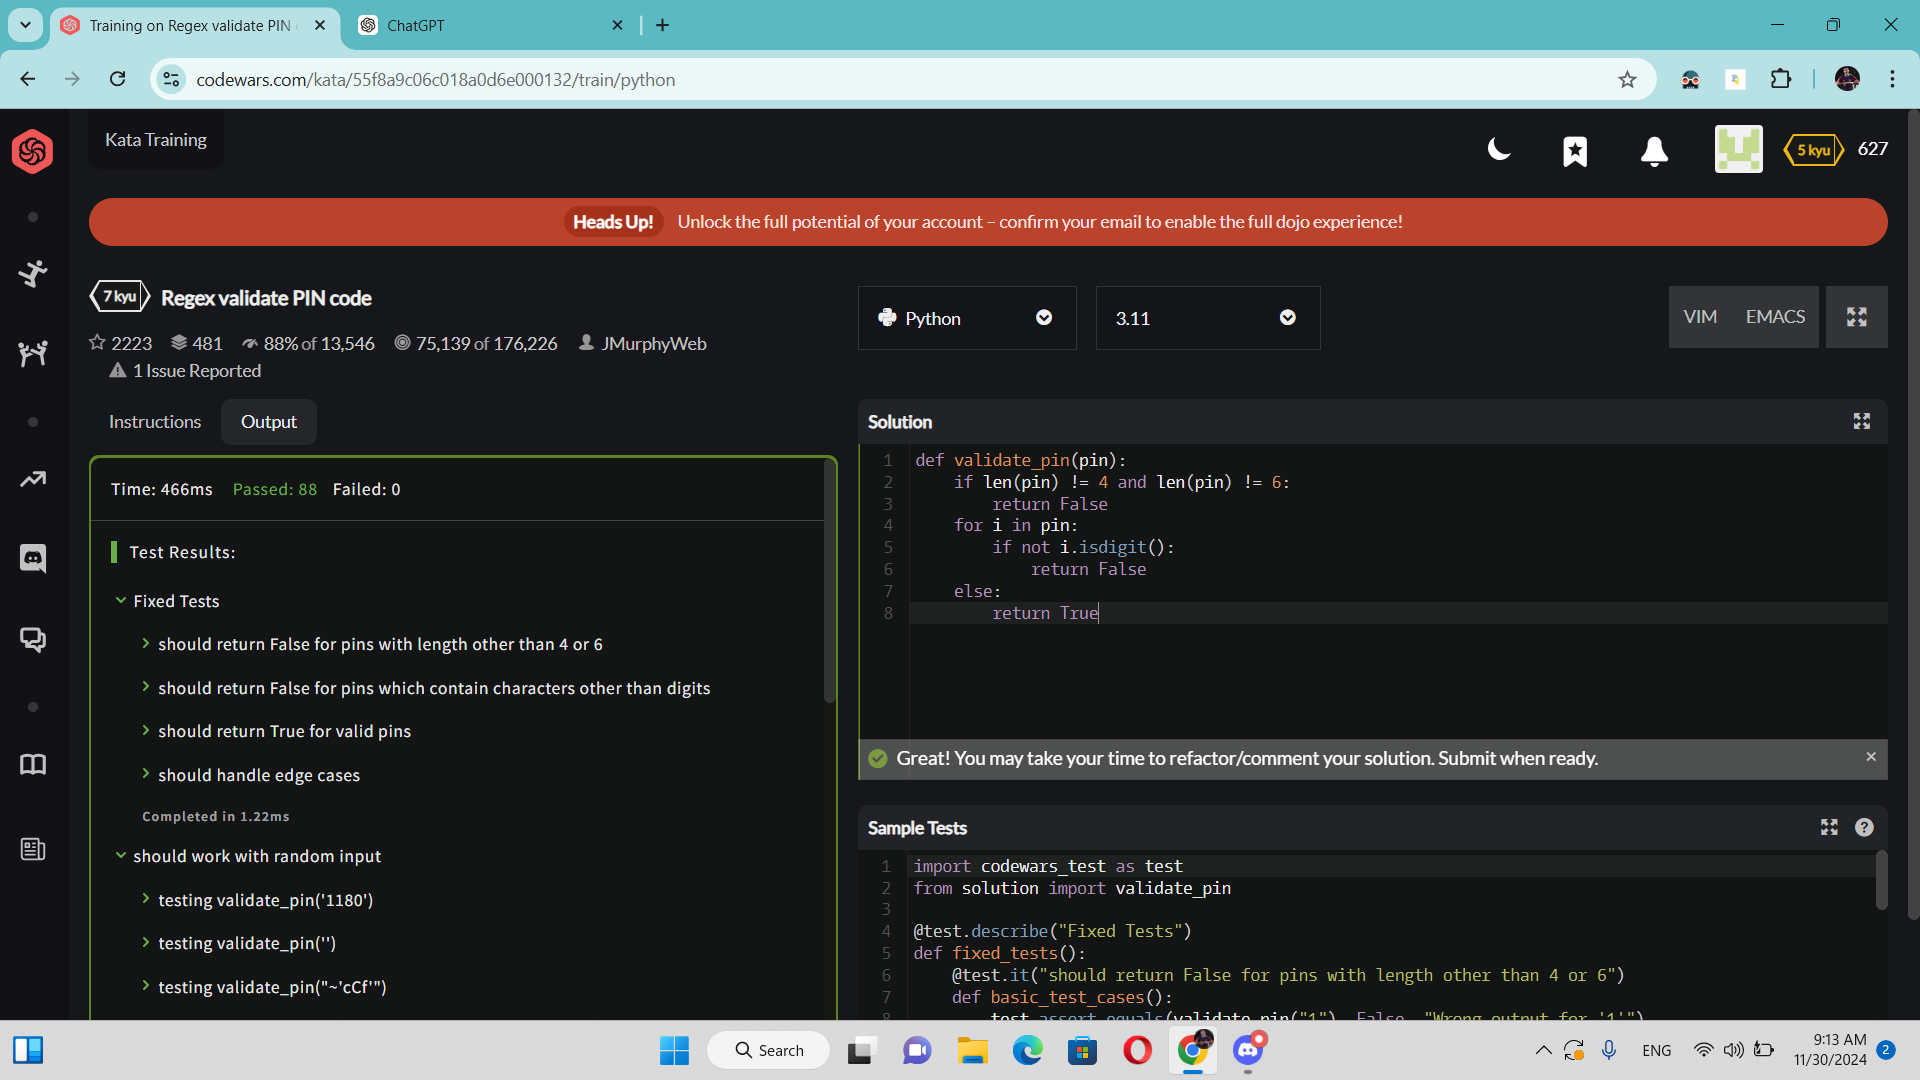 Training on Regex validate PIN
ChatGPT
codewars.com/kata/55f8a9c06c018a0d6e000132/train/python
Kata Training
5 kyu
627
Heads Up!
Unlock the full potential of your account – confirm your email to enable the full dojo experience!
7 kyu
Regex validate PIN code
2223
481
88% of 13,546
75,139 of 176,226
JMurphyWeb
1 Issue Reported
Python
3.11
VIM
EMACS
Instructions
Output
Time: 466ms
Passed: 88
Failed: 0
Test Results:
Fixed Tests
should return False for pins with length other than 4 or 6
should return False for pins which contain characters other than digits
should return True for valid pins
should handle edge cases
Completed in 1.22ms
should work with random input
testing validate_pin('1180')
testing validate_pin('')
testing validate_pin("~'cCf'")
Solution
1 def validate_pin(pin):
2     if len(pin) != 4 and len(pin) != 6:
3         return False
4     for i in pin:
5         if not i.isdigit():
6             return False
7     else:
8         return True
Great! You may take your time to refactor/comment your solution. Submit when ready.
Sample Tests
1 import codewars_test as test
2 from solution import validate_pin
3
4 @test.describe("Fixed Tests")
5 def fixed_tests():
6     @test.it("should return False for pins with length other than 4 or 6")
7     def basic_test_cases():
8         test.assert_equals(validate_pin("1"), False, "Wrong output for '1'")
Search
ENG
9:13 AM
11/30/2024
2